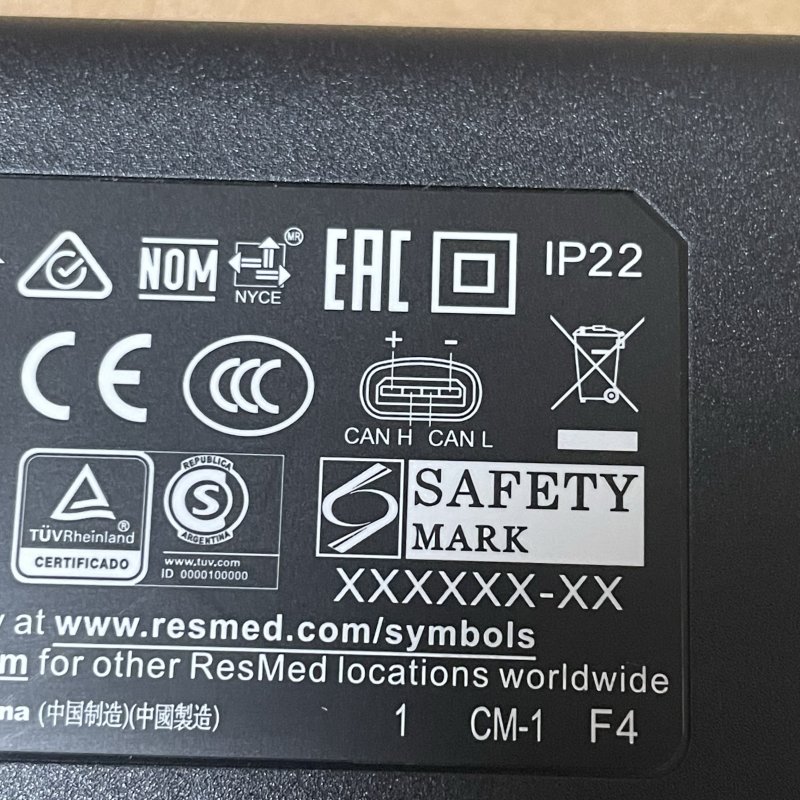 NOM NYCE MR EAC IP22
CE CCC + -
CAN H CAN L
TÜVRheinland ®
CERTIFICADO
REPUBLICA
S
ARGENTINA
www.tuv.com
ID 0000100000
SAFETY
MARK
XXXXXX-XX
at www.resmed.com/symbols
for other ResMed locations worldwide
(中国制造)(中國製造) 1 CM-1 F4